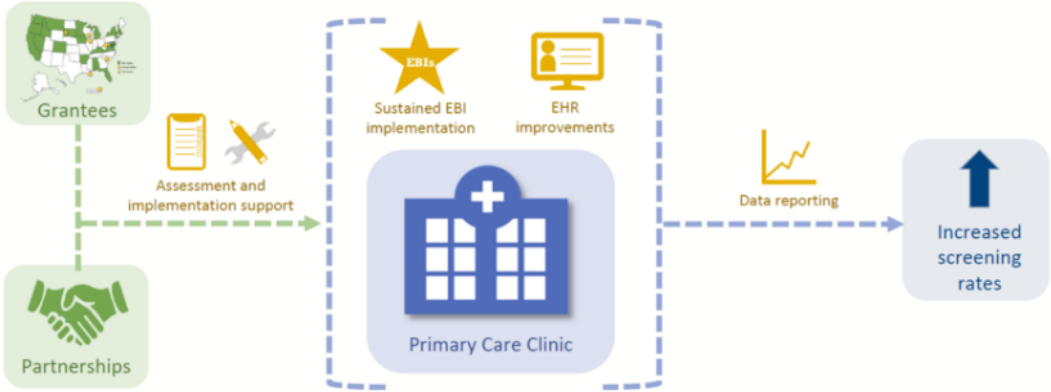 Grantees
Partnerships
Assessment and
implementation support
EBIs
Sustained EBI
implementation
EHR
improvements
Primary Care Clinic
Data reporting
Increased
screening
rates